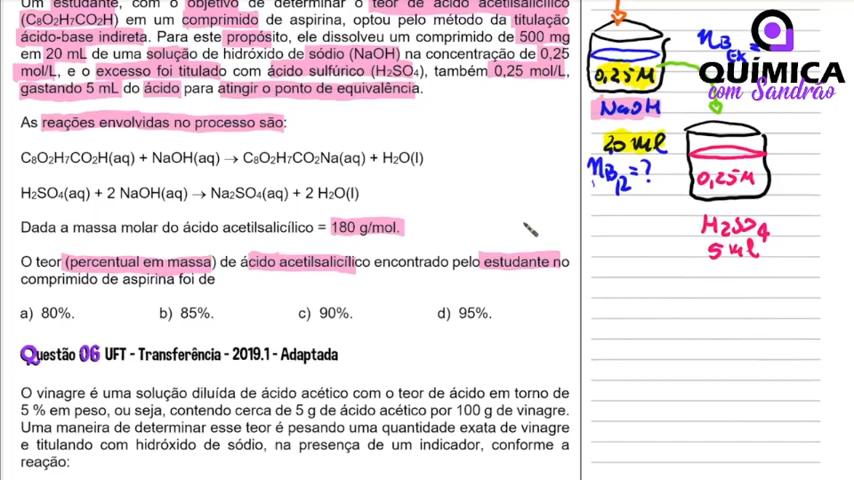 Um estudante, com o objetivo de determinar o teor de ácido acetilsalicílico
(C8O2H7CO2H) em um comprimido de aspirina, optou pelo método da titulação
ácido-base indireta. Para este propósito, ele dissolveu um comprimido de 500 mg
em 20 mL de uma solução de hidróxido de sódio (NaOH) na concentração de 0,25
mol/L, e o excesso foi titulado com ácido sulfúrico (H2SO4), também 0,25 mol/L,
gastando 5 mL do ácido para atingir o ponto de equivalência.
As reações envolvidas no processo são:
C8O2H7CO2H(aq) + NaOH(aq) → C8O2H7CO2Na(aq) + H2O(l)
H2SO4(aq) + 2 NaOH(aq) → Na2SO4(aq) + 2 H2O(l)
Dada a massa molar do ácido acetilsalicílico = 180 g/mol.
O teor (percentual em massa) de ácido acetilsalicílico encontrado pelo estudante no
comprimido de aspirina foi de
a) 80%. b) 85%. c) 90%. d) 95%.
Questão 06 UFT - Transferência - 2019.1 - Adaptada
O vinagre é uma solução diluída de ácido acético com o teor de ácido em torno de
5 % em peso, ou seja, contendo cerca de 5 g de ácido acético por 100 g de vinagre.
Uma maneira de determinar esse teor é pesando uma quantidade exata de vinagre
e titulando com hidróxido de sódio, na presença de um indicador, conforme a
reação:
nB Ex =
QUÍMICA
com Sandrão
0,25M
NaOH
20 ml
nB R = ?
0,25M
H2SO4
5 ml